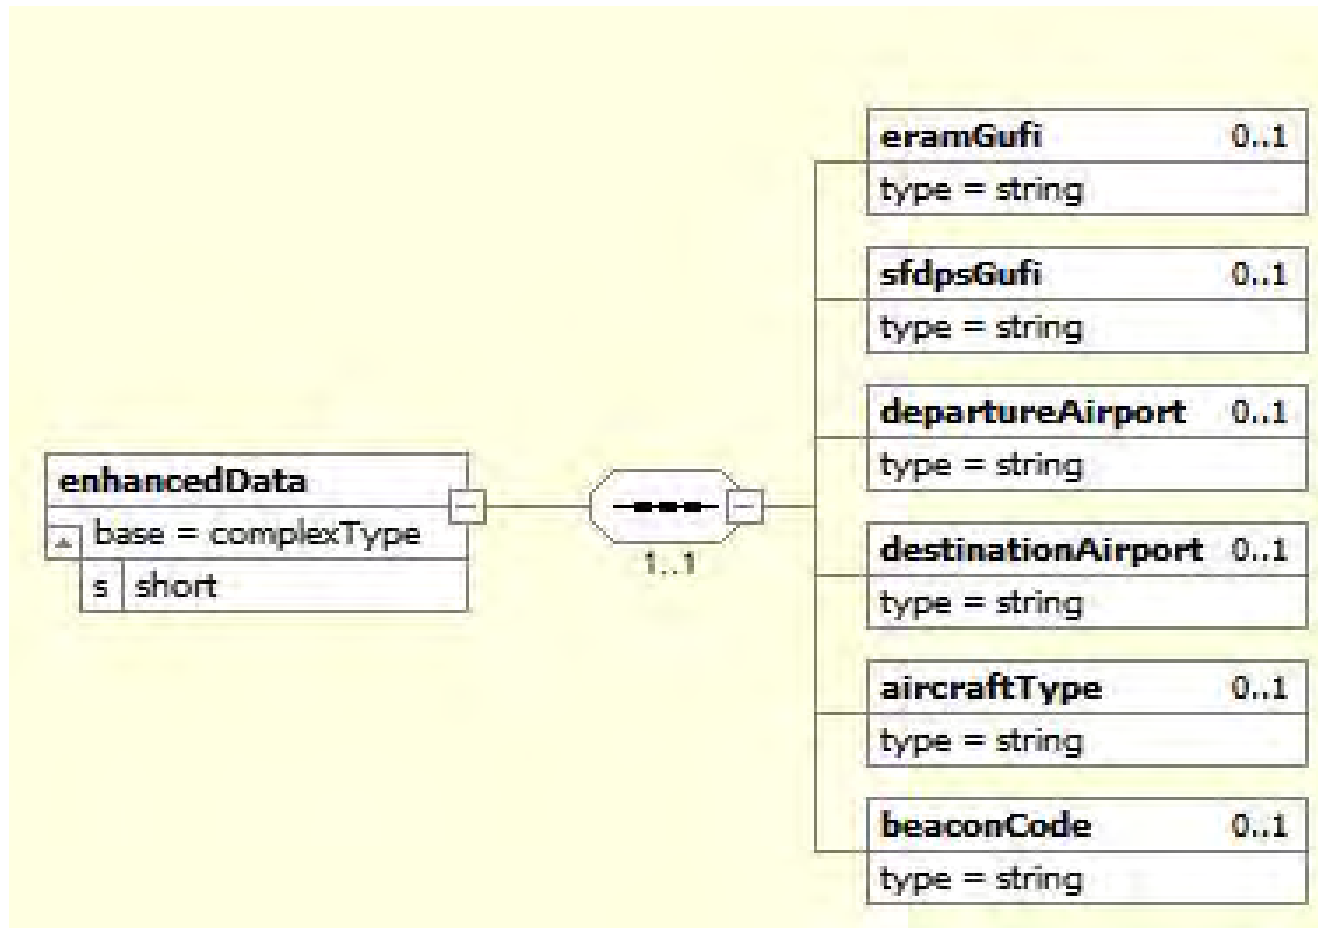 eramGufi 0..1
type = string
sfdpsGufi 0..1
type = string
departureAirport 0..1
type = string
enhancedData
base = complexType
s short
1..1
destinationAirport 0..1
type = string
aircraftType 0..1
type = string
beaconCode 0..1
type = string